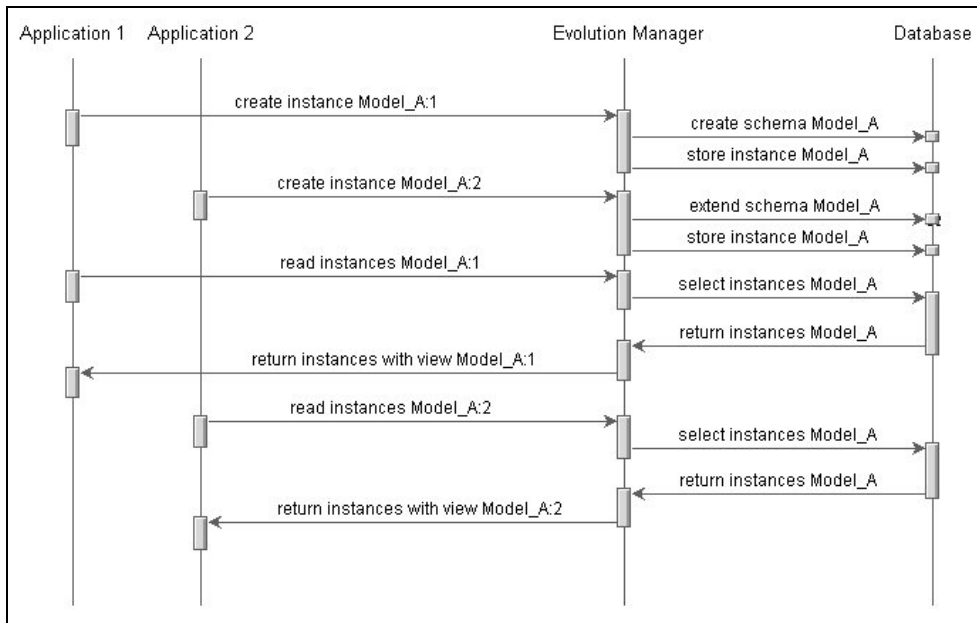 Application 1 Application 2 Evolution Manager Database
create instance Model_A:1
create schema Model_A
store instance Model_A
create instance Model_A:2
extend schema Model_A
store instance Model_A
read instances Model_A:1
select instances Model_A
return instances Model_A
return instances with view Model_A:1
read instances Model_A:2
select instances Model_A
return instances Model_A
return instances with view Model_A:2